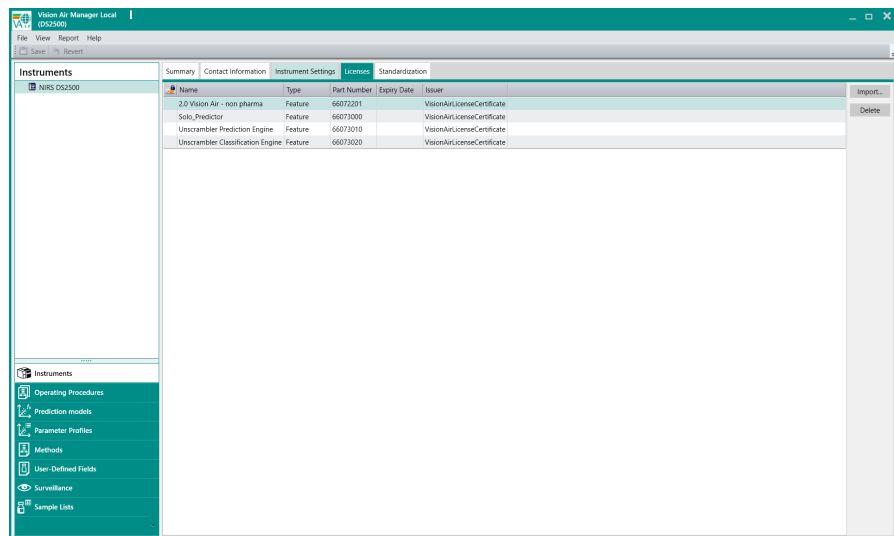 Vision Air Manager Local
(DS2500)
File View Report Help
Save Revert
Instruments
NIRS DS2500
Summary Contact Information Instrument Settings Licenses Standardization
Name Type Part Number Expiry Date Issuer
2.0 Vision Air - non pharma Feature 66072201 VisionAirLicenseCertificate
Solo_Predictor Feature 66073000 VisionAirLicenseCertificate
Unscrambler Prediction Engine Feature 66073010 VisionAirLicenseCertificate
Unscrambler Classification Engine Feature 66073020 VisionAirLicenseCertificate
Import...
Delete
Instruments
Operating Procedures
Prediction models
Parameter Profiles
Methods
User-Defined Fields
Surveillance
Sample Lists